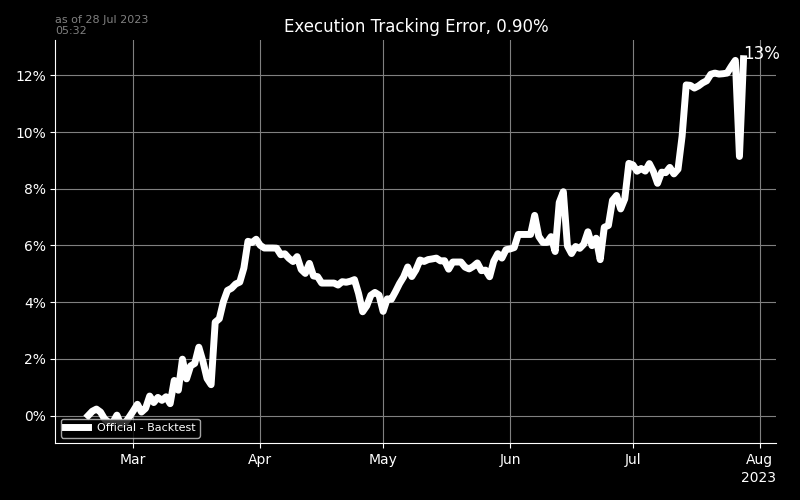 as of 28 Jul 2023
05:32
Execution Tracking Error, 0.90%
13%
12%
10%
8%
6%
4%
2%
0%
Official - Backtest
Mar Apr May Jun Jul Aug
2023